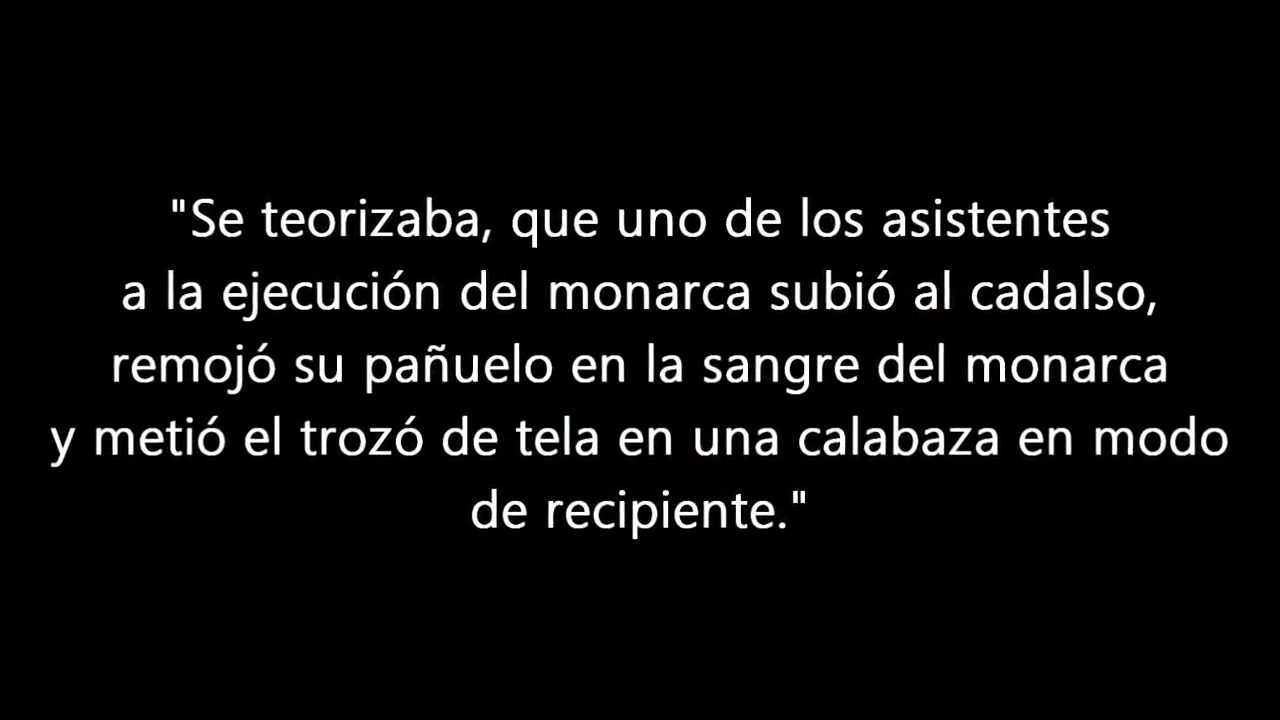 "Se teorizaba, que uno de los asistentes
a la ejecución del monarca subió al cadalso,
remojó su pañuelo en la sangre del monarca
y metió el trozó de tela en una calabaza en modo
de recipiente."